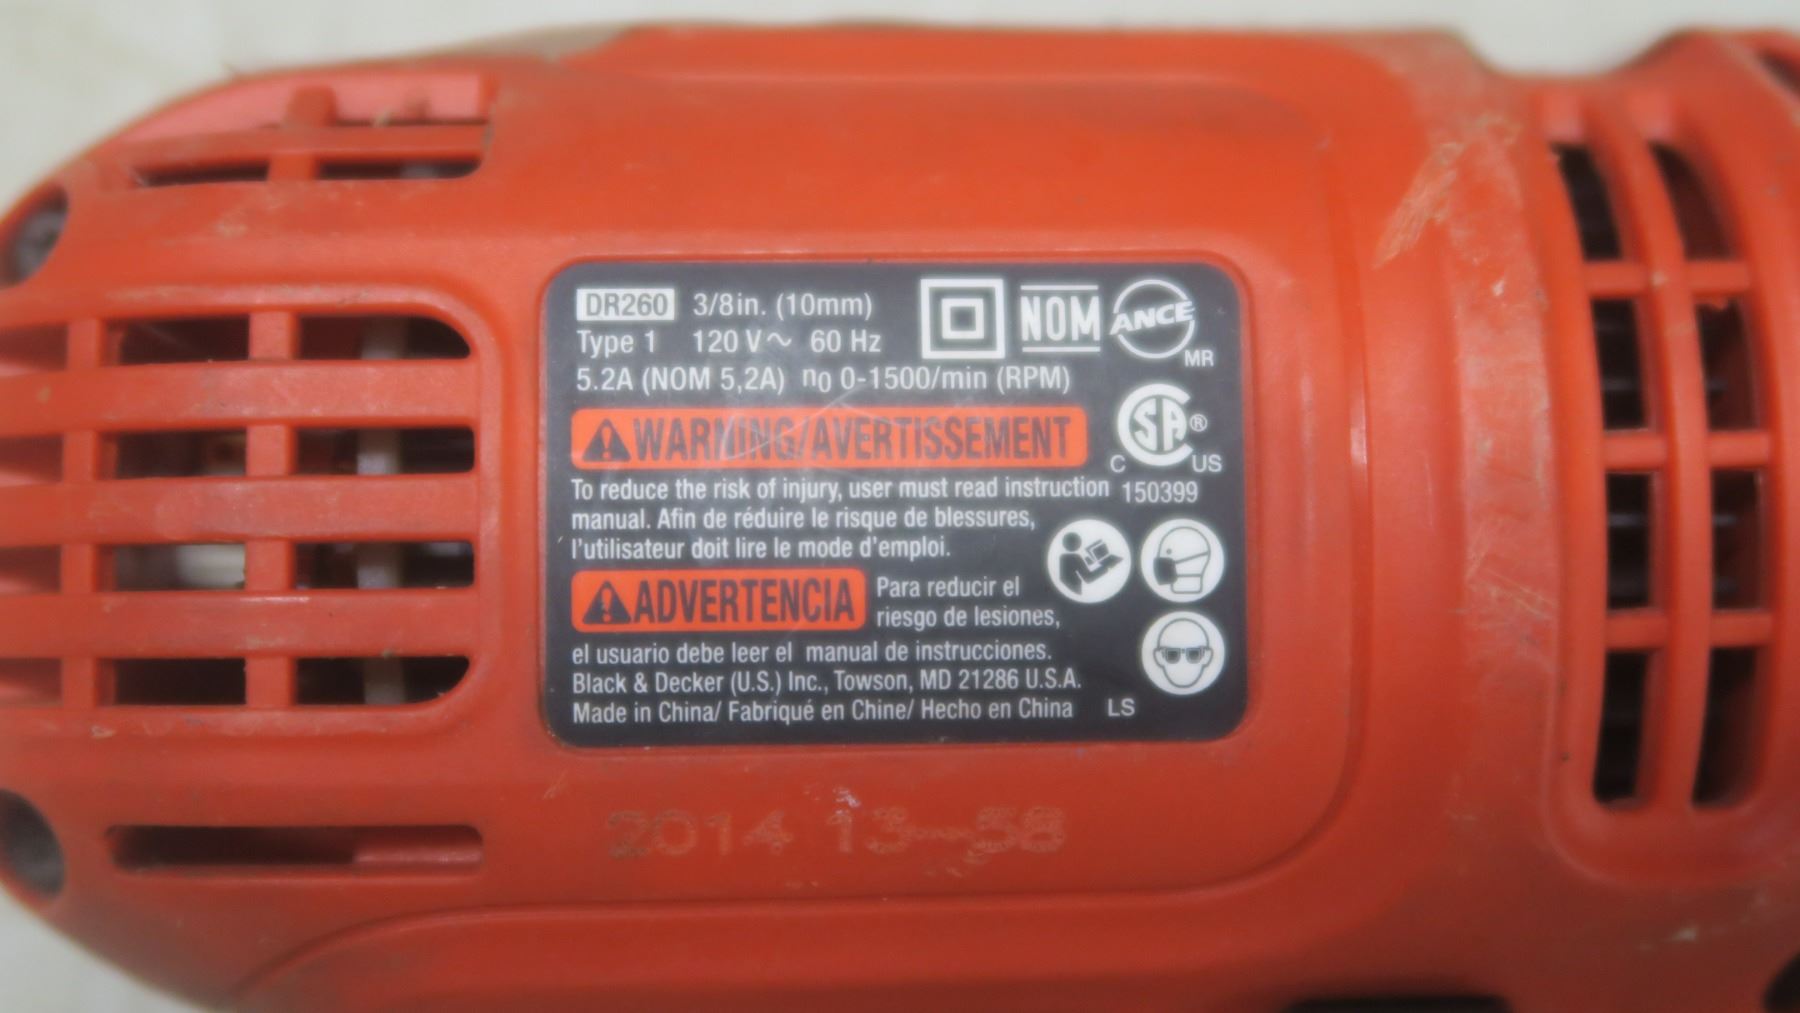 DR260 3/8in. (10mm)
Type 1 120 V~ 60 Hz
5.2A (NOM 5,2A) n0 0-1500/min (RPM)
NOM
ANCE
MR
WARNING/AVERTISSEMENT
SA®
C US
150399
To reduce the risk of injury, user must read instruction
manual. Afin de réduire le risque de blessures,
l'utilisateur doit lire le mode d'emploi.
ADVERTENCIA
Para reducir el
riesgo de lesiones,
el usuario debe leer el manual de instrucciones.
Black & Decker (U.S.) Inc., Towson, MD 21286 U.S.A.
Made in China/ Fabriqué en Chine/ Hecho en China LS
2014 13-58